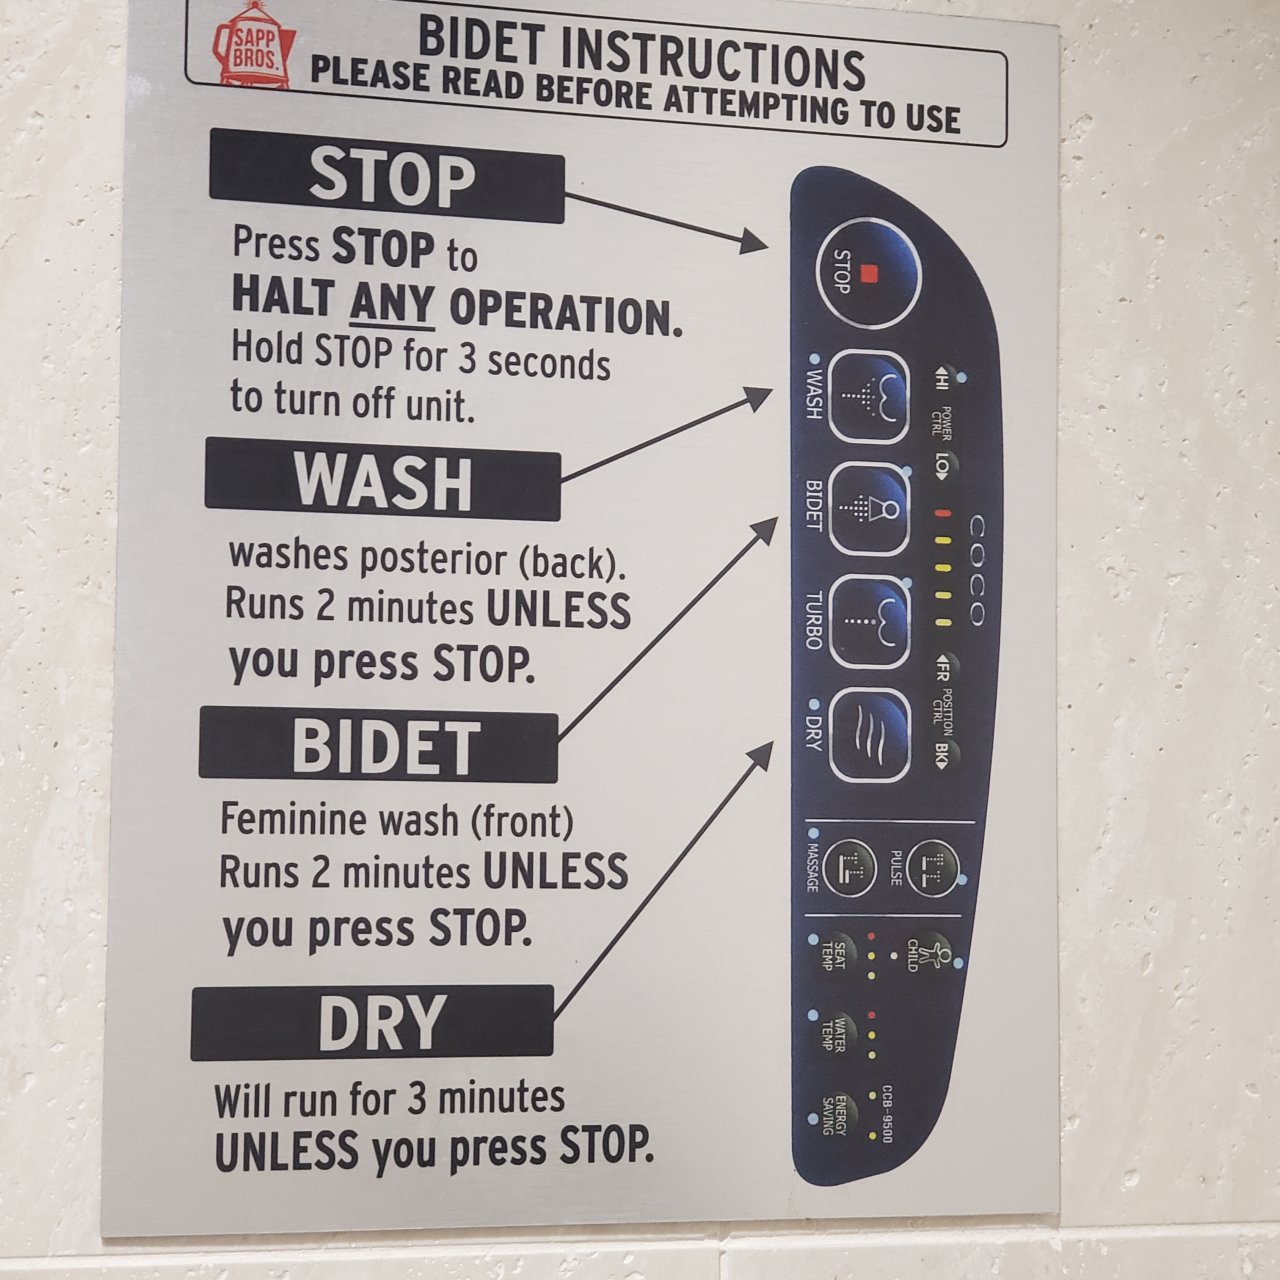 SAPP
BROS.
BIDET INSTRUCTIONS
PLEASE READ BEFORE ATTEMPTING TO USE
STOP
Press STOP to
HALT ANY OPERATION.
Hold STOP for 3 seconds
to turn off unit.
WASH
washes posterior (back).
Runs 2 minutes UNLESS
you press STOP.
BIDET
Feminine wash (front)
Runs 2 minutes UNLESS
you press STOP.
DRY
Will run for 3 minutes
UNLESS you press STOP.
STOP
WASH
BIDET
TURBO
DRY
HI
POWER
CTRL
LO
COCO
FR
POSITION
CTRL
BK
MASSAGE
PULSE
SEAT
TEMP
CHILD
WATER
TEMP
ENERGY
SAVING
CCB-9500